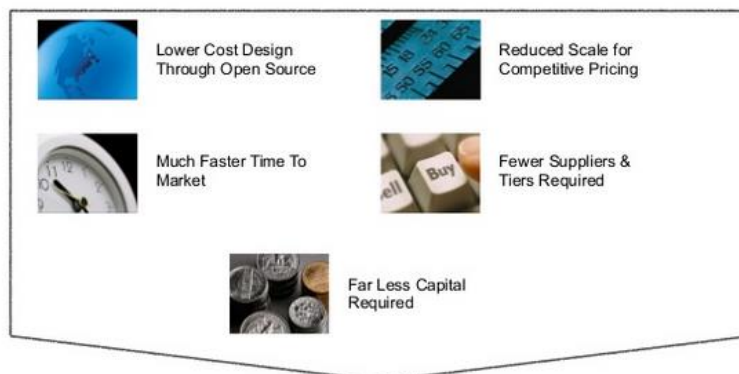 Lower Cost Design
Through Open Source
Reduced Scale for
Competitive Pricing
Much Faster Time To
Market
Fewer Suppliers &
Tiers Required
Buy
Far Less Capital
Required